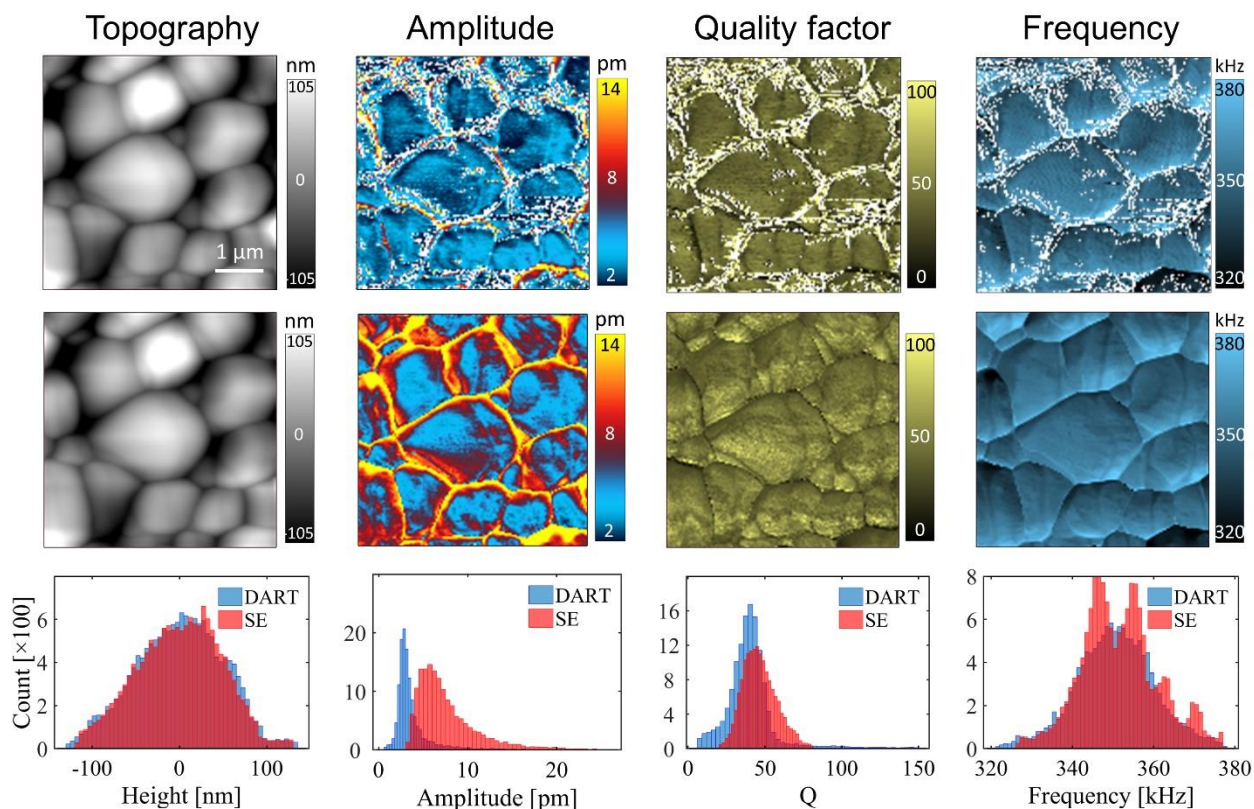 Topography Amplitude Quality factor Frequency
nm pm kHz
105 14 100 380
0 8 50 350
1 µm
-105 2 0 320
nm pm kHz
105 14 100 380
0 8 50 350
-105 2 0 320
DART DART DART DART
SE SE SE SE
Count [×100]
6 4 2 0
20 10 0
16 12 8 4 0
8 6 4 2 0
-100 0 100 0 10 20 0 50 100 150 320 340 360 380
Height [nm] Amplitude [pm] Q Frequency [kHz]